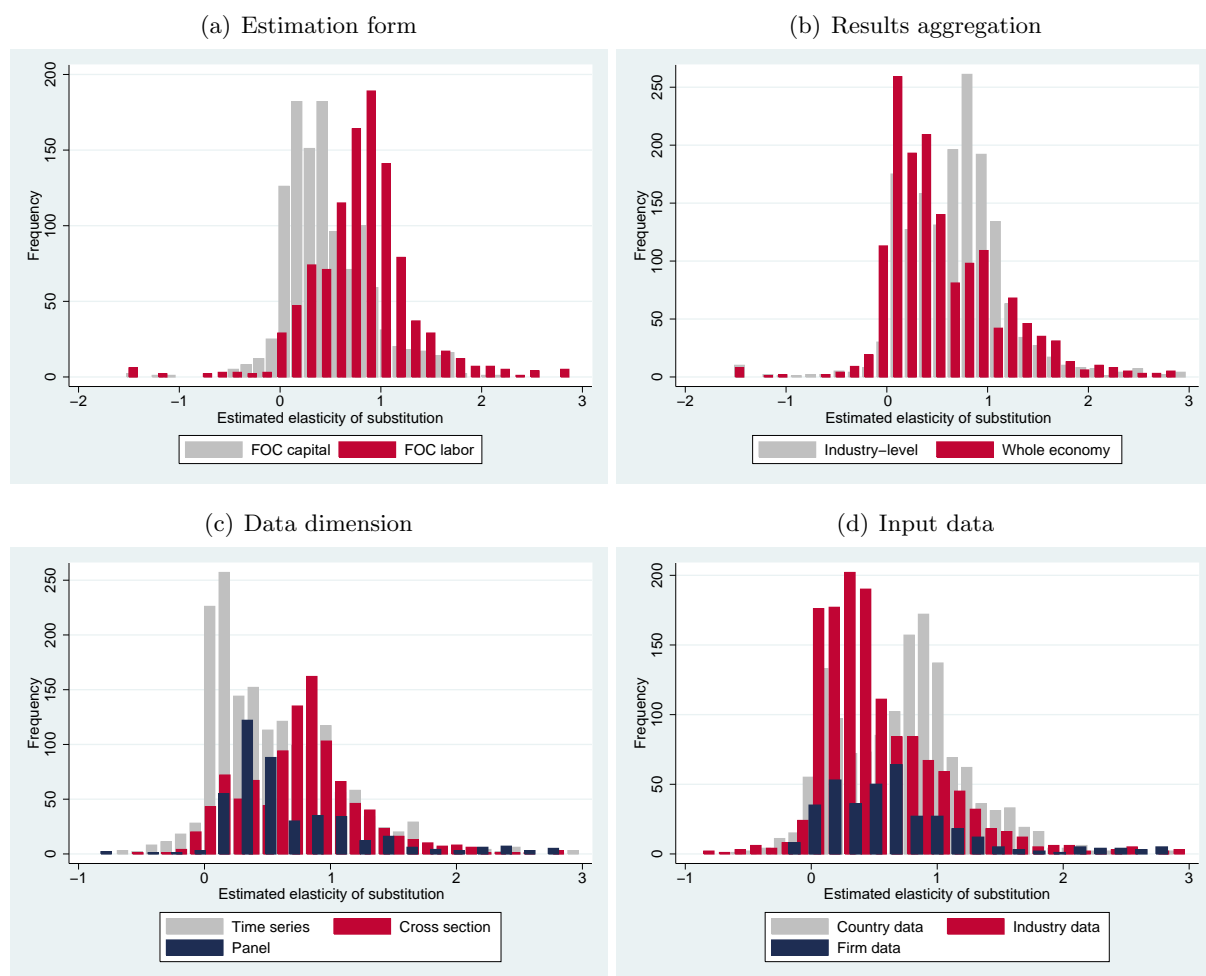 (a) Estimation form
(b) Results aggregation
200
150
100
50
0
Frequency
−2 −1 0 1 2 3
Estimated elasticity of substitution
FOC capital FOC labor
250
200
150
100
50
0
Frequency
−2 −1 0 1 2 3
Estimated elasticity of substitution
Industry−level Whole economy
(c) Data dimension
(d) Input data
250
200
150
100
50
0
Frequency
−1 0 1 2 3
Estimated elasticity of substitution
Time series Cross section
Panel
200
150
100
50
0
Frequency
−1 0 1 2 3
Estimated elasticity of substitution
Country data Industry data
Firm data